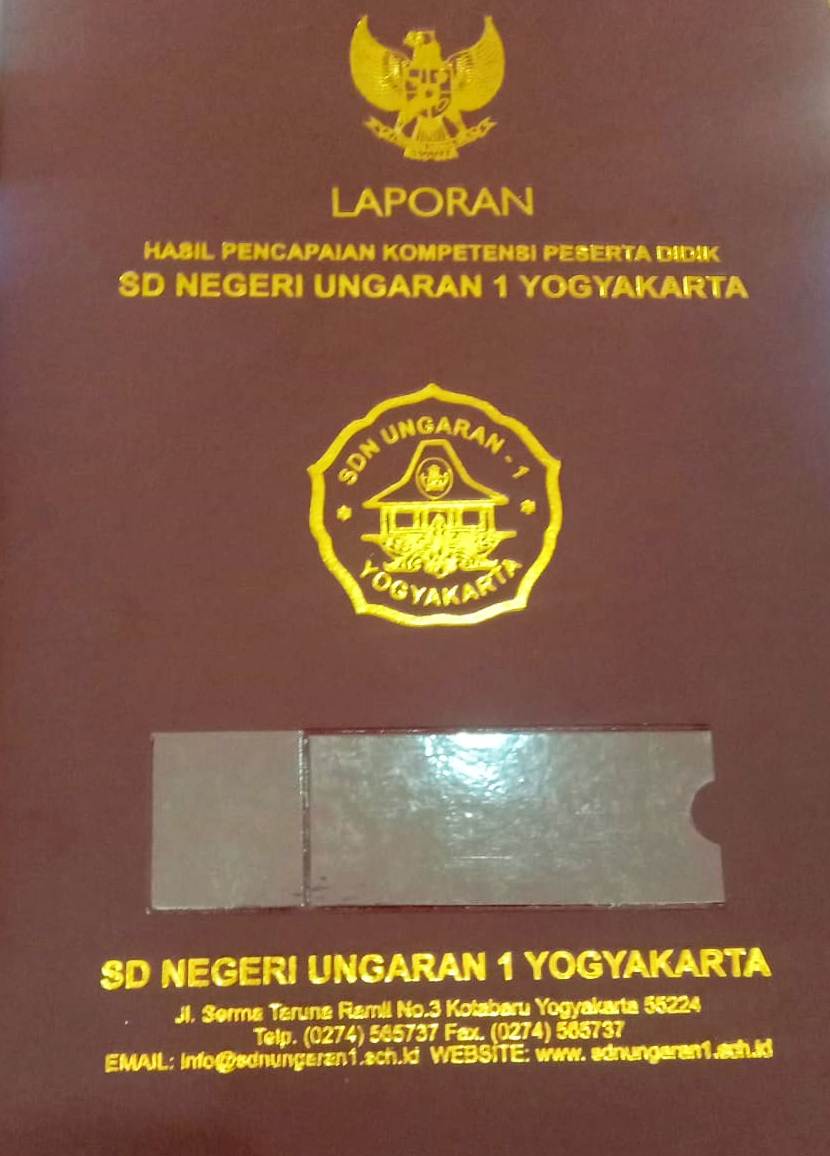 LAPORAN
HASIL PENCAPAIAN KOMPETENSI PESERTA DIDIK
SD NEGERI UNGARAN 1 YOGYAKARTA
SDN UNGARAN - 1
YOGYAKARTA
SD NEGERI UNGARAN 1 YOGYAKARTA
Jl. Serma Taruna Ramli No.3 Kotabaru Yogyakarta 55224
Telp. (0274) 565737 Fax. (0274) 565737
EMAIL: info@sdnungaran1.sch.id WEBSITE: www. sdnungaran1.sch.id